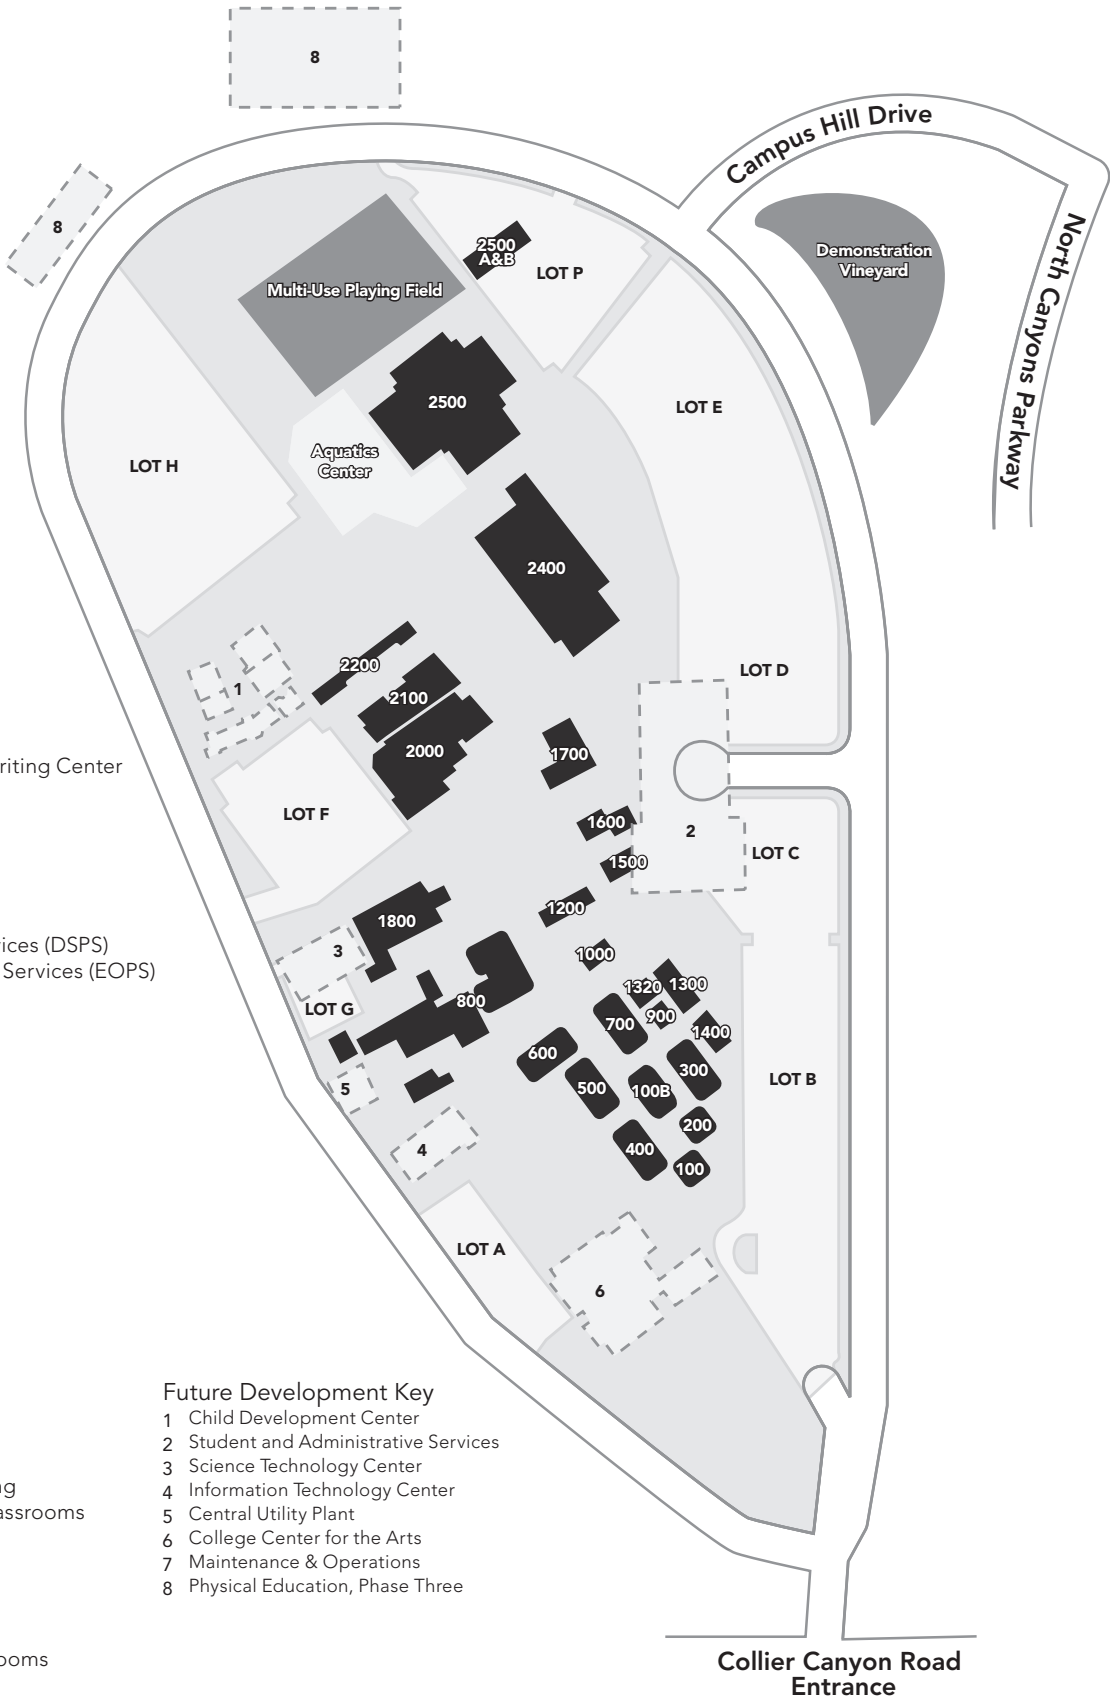 8
Campus Hill Drive
8
2500
A&B
LOT P
Demonstration
Vineyard
North Canyons Parkway
Multi-Use Playing Field
2500
LOT E
Aquatics
Center
LOT H
2400
2200
LOT D
1
2100
2000
1700
riting Center
LOT F
1600
2
1500
LOT C
1200
1800
ices (DSPS)
3
1000
Services (EOPS)
1320
1300
800
LOT G
900
700
1400
600
300
LOT B
5
500
100B
200
4
400
100
LOT A
6
Future Development Key
1 Child Development Center
2 Student and Administrative Services
3 Science Technology Center
4 Information Technology Center
5 Central Utility Plant
6 College Center for the Arts
7 Maintenance & Operations
8 Physical Education, Phase Three
g
assrooms
ooms
Collier Canyon Road
Entrance